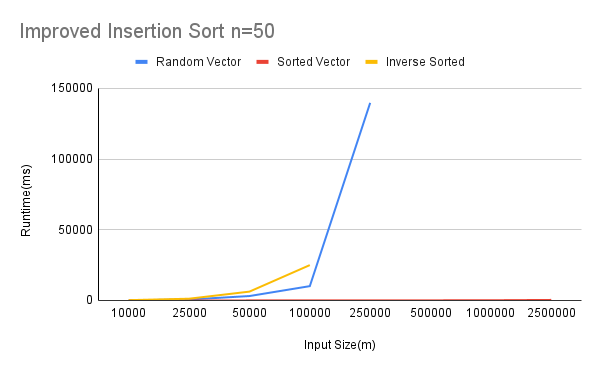 Improved Insertion Sort n=50
Random Vector Sorted Vector Inverse Sorted
150000
100000
50000
0
Runtime(ms)
10000 25000 50000 100000 250000 500000 1000000 2500000
Input Size(m)